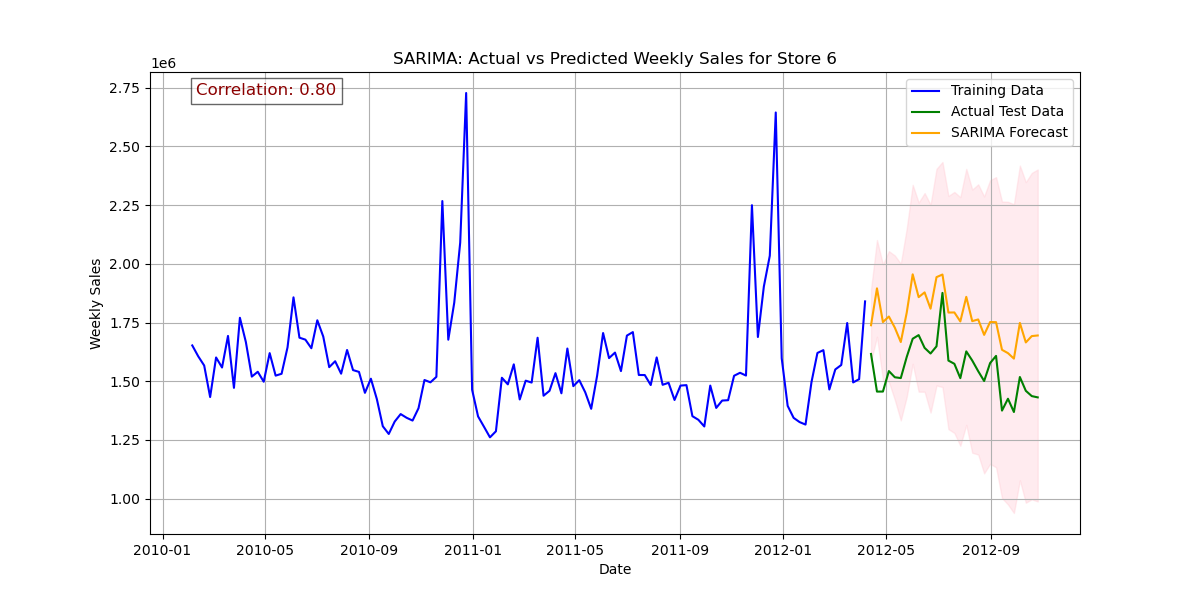 SARIMA: Actual vs Predicted Weekly Sales for Store 6
1e6
Correlation: 0.80
Training Data
Actual Test Data
SARIMA Forecast
2.75
2.50
2.25
2.00
1.75
1.50
1.25
1.00
Weekly Sales
2010-01
2010-05
2010-09
2011-01
2011-05
2011-09
2012-01
2012-05
2012-09
Date